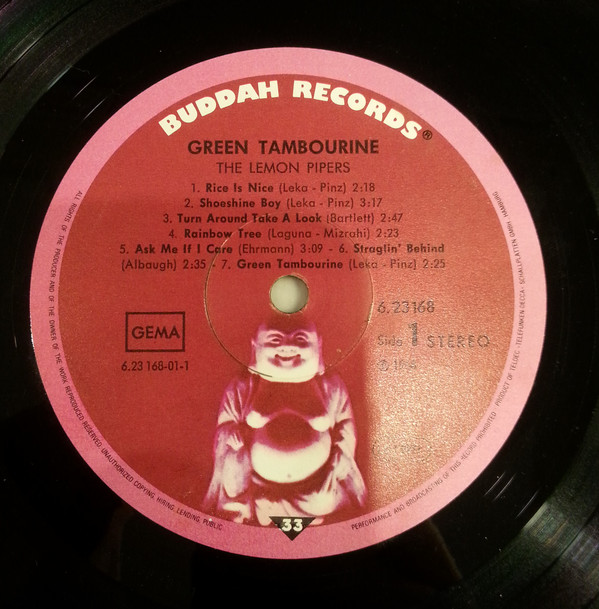 BUDDAH RECORDS®
GREEN TAMBOURINE
THE LEMON PIPERS
1. Rice Is Nice (Leka - Pinz) 2:18
2. Shoeshine Boy (Leka - Pinz) 3:17
3. Turn Around Take A Look (Bartlett) 2:47
4. Rainbow Tree (Laguna - Mizrahi) 2:23
5. Ask Me If I Care (Ehrmann) 3:09 - 6. Straglin' Behind
(Albaugh) 2:35 - 7. Green Tambourine (Leka - Pinz) 2:25
6.23168
GEMA
Side 1 STEREO
6.23 168-01-1
33
ALL RIGHTS OF THE PRODUCER AND OF THE OWNER OF THE WORK REPRODUCED RESERVED. UNAUTHORIZED COPYING, HIRING, LENDING, PUBLIC
PERFORMANCE AND BROADCASTING OF THIS RECORD PROHIBITED · PRODUCT OF TELDEC »TELEFUNKEN-DECCA« SCHALLPLATTEN GMBH, HAMBURG